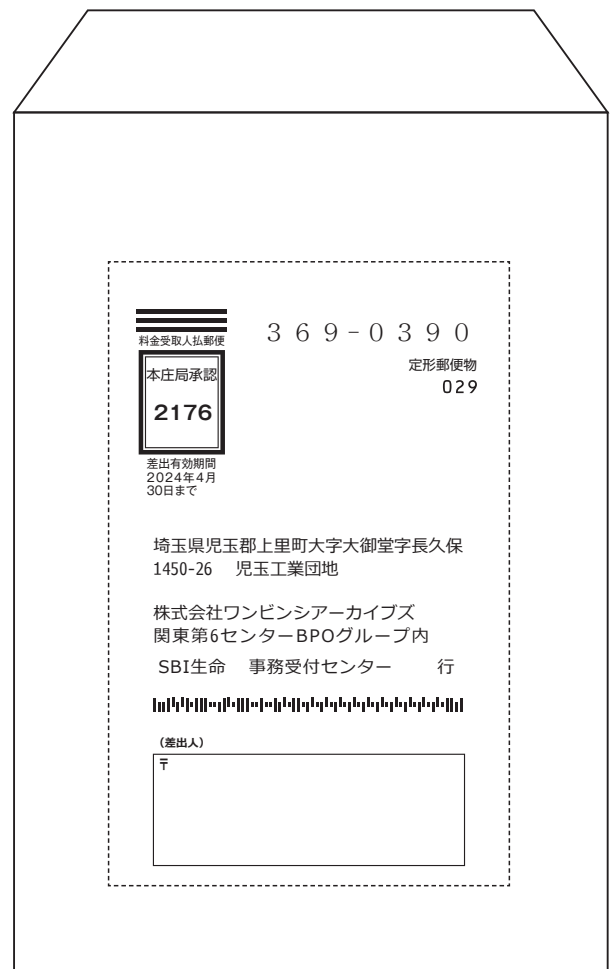 料金受取人払郵便
本庄局承認
2176
差出有効期間
2024年4月
30日まで
369-0390
定形郵便物
029
埼玉県児玉郡上里町大字大御堂字長久保
1450-26 児玉工業団地
株式会社ワンビシアーカイブズ
関東第6センターBPOグループ内
SBI生命 事務受付センター 行
（差出人）
〒